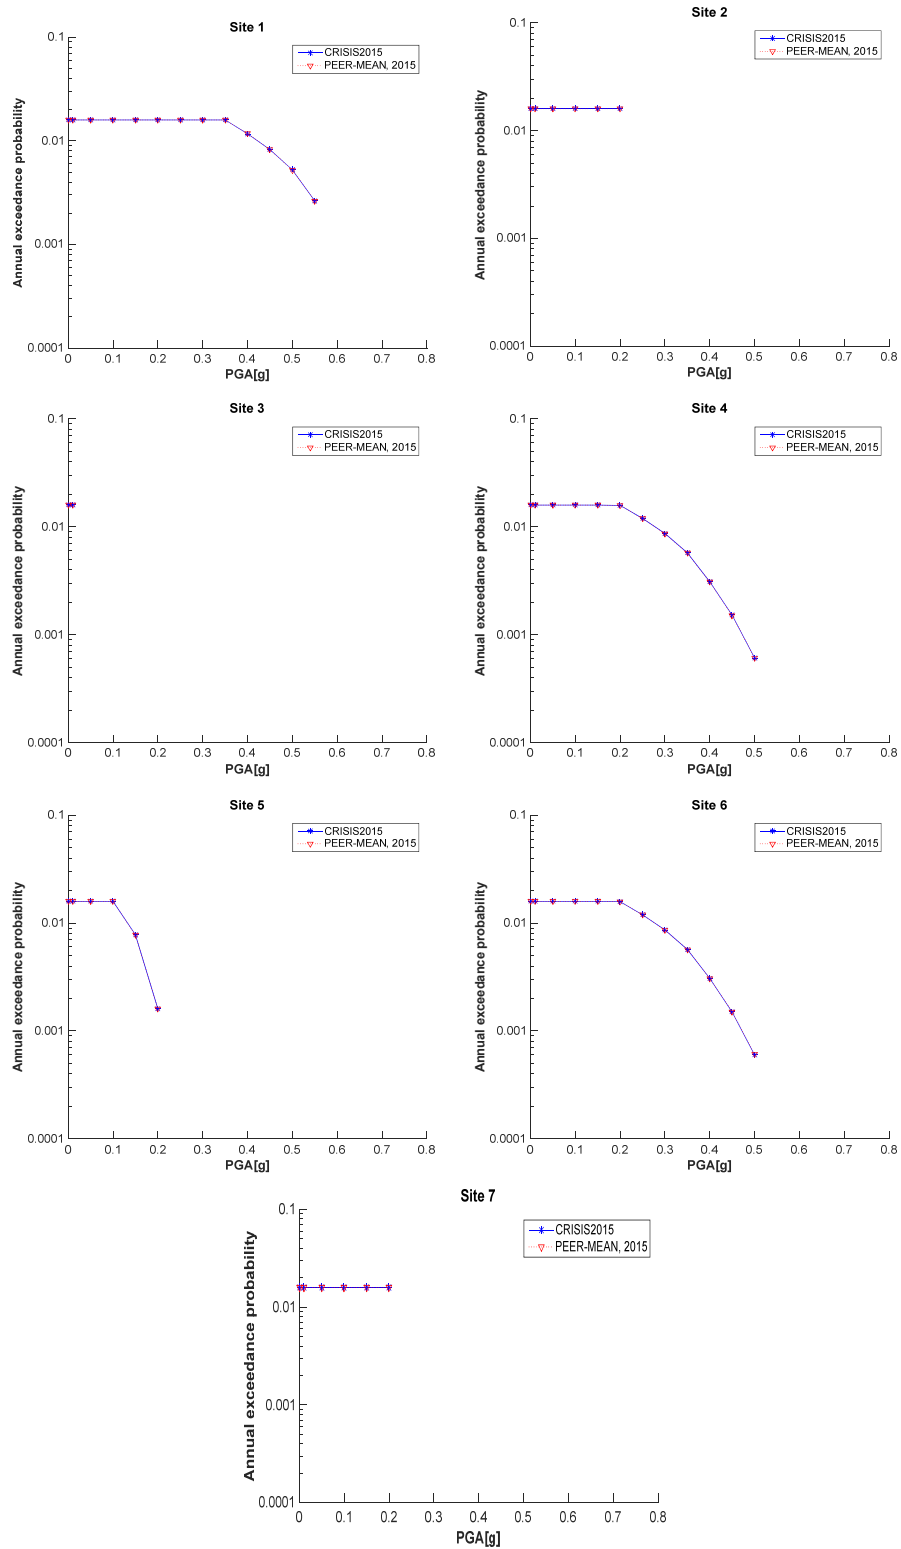 Site 1
CRISIS2015
PEER-MEAN, 2015
Annual exceedance probability
0.1
0.01
0.001
0.0001
0 0.1 0.2 0.3 0.4 0.5 0.6 0.7 0.8
PGA[g]
Site 2
CRISIS2015
PEER-MEAN, 2015
Annual exceedance probability
0.1
0.01
0.001
0.0001
0 0.1 0.2 0.3 0.4 0.5 0.6 0.7 0.8
PGA[g]
Site 3
CRISIS2015
PEER-MEAN, 2015
Annual exceedance probability
0.1
0.01
0.001
0.0001
0 0.1 0.2 0.3 0.4 0.5 0.6 0.7 0.8
PGA[g]
Site 4
CRISIS2015
PEER-MEAN, 2015
Annual exceedance probability
0.1
0.01
0.001
0.0001
0 0.1 0.2 0.3 0.4 0.5 0.6 0.7 0.8
PGA[g]
Site 5
CRISIS2015
PEER-MEAN, 2015
Annual exceedance probability
0.1
0.01
0.001
0.0001
0 0.1 0.2 0.3 0.4 0.5 0.6 0.7 0.8
PGA[g]
Site 6
CRISIS2015
PEER-MEAN, 2015
Annual exceedance probability
0.1
0.01
0.001
0.0001
0 0.1 0.2 0.3 0.4 0.5 0.6 0.7 0.8
PGA[g]
Site 7
CRISIS2015
PEER-MEAN, 2015
Annual exceedance probability
0.1
0.01
0.001
0.0001
0 0.1 0.2 0.3 0.4 0.5 0.6 0.7 0.8
PGA[g]